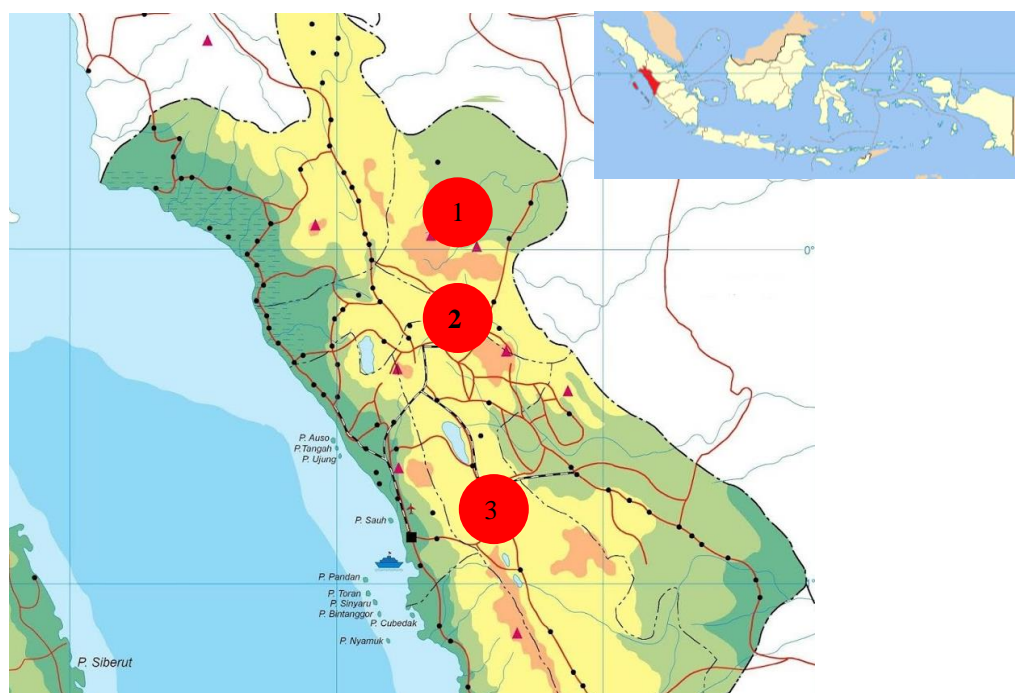 1
0°
2
P. Auso
P.Tangah
P. Ujung
3
P. Sauh
P. Pandan
P. Toran
P. Sinyaru
P. Bintanggor
P. Cubedak
P. Nyamuk
P. Siberut